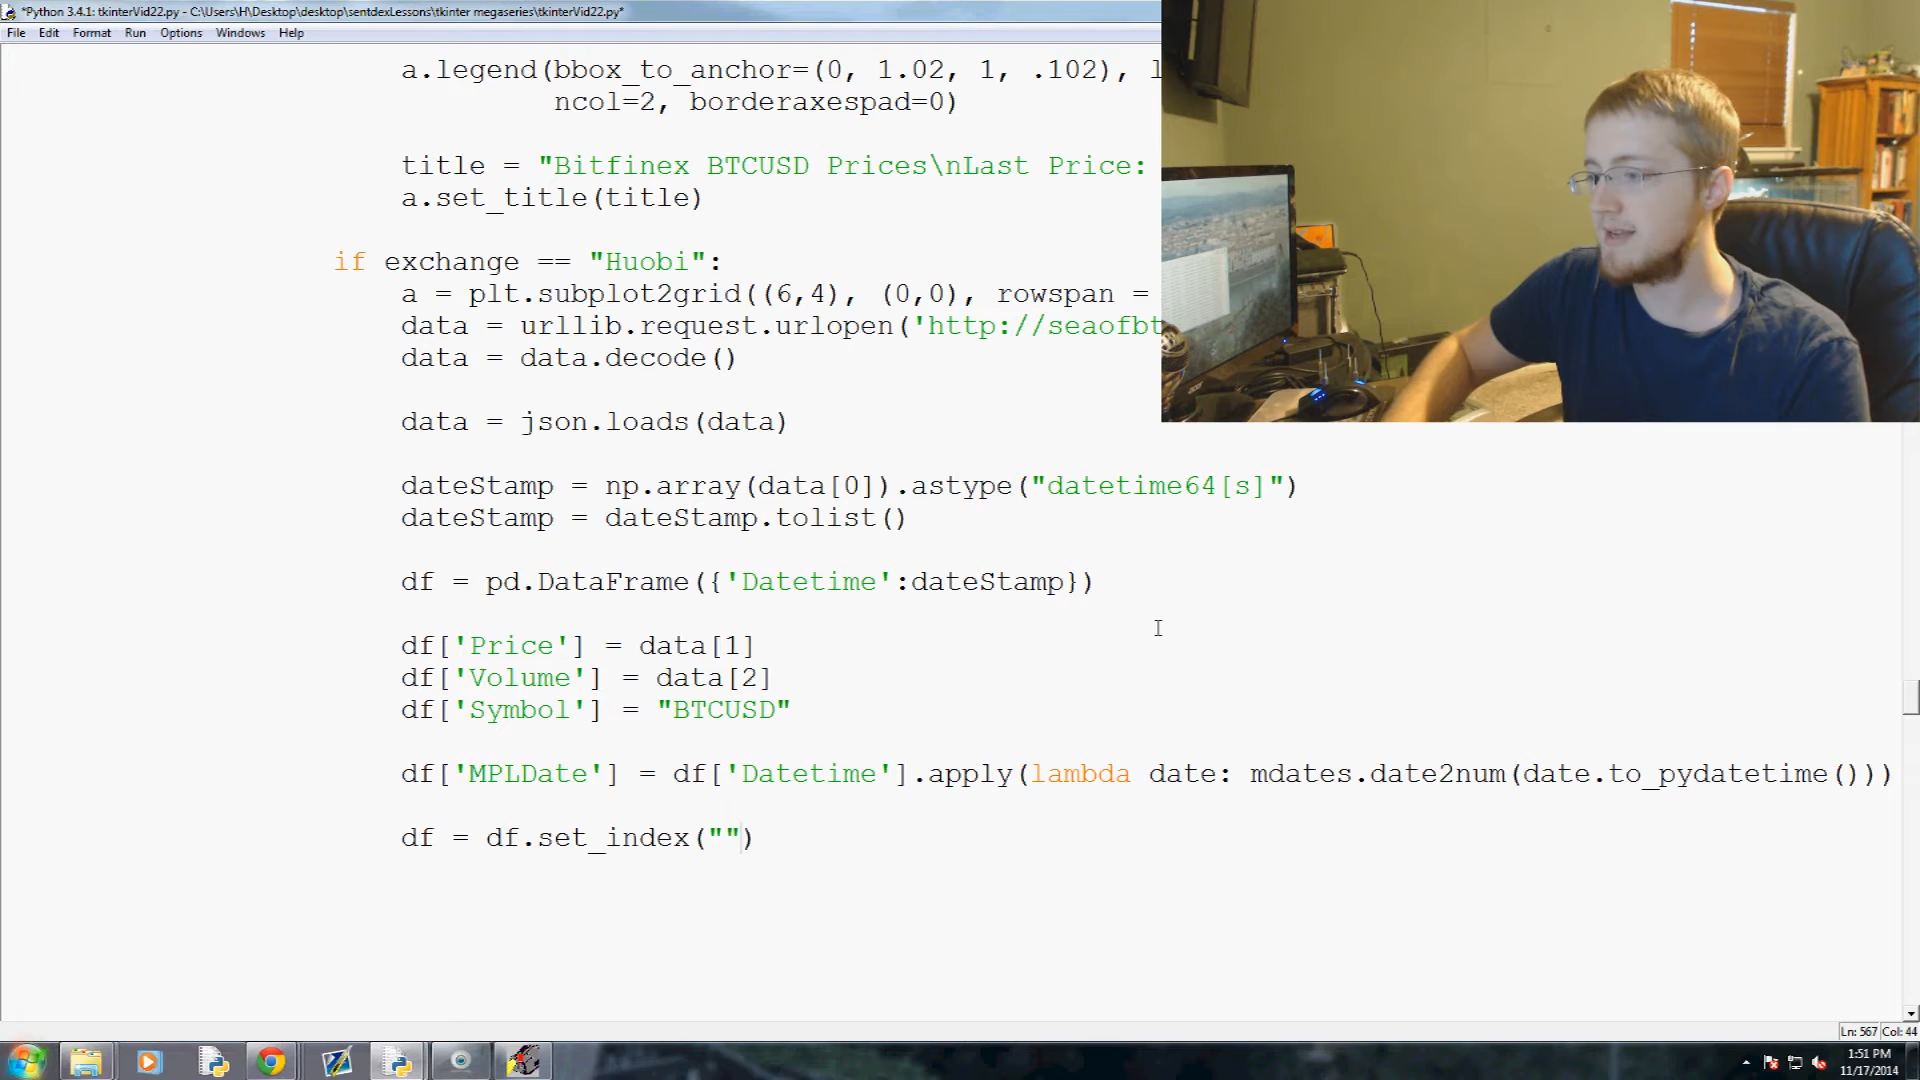 *Python 3.4.1: tkinterVid22.py - C:\Users\H\Desktop\desktop\sentdexLessons\tkinter megaseries\tkinterVid22.py*
File Edit Format Run Options Windows Help
a.legend(bbox_to_anchor=(0, 1.02, 1, .102), l
ncol=2, borderaxespad=0)
title = "Bitfinex BTCUSD Prices\nLast Price:
a.set_title(title)
if exchange == "Huobi":
a = plt.subplot2grid((6,4), (0,0), rowspan =
data = urllib.request.urlopen('http://seaofbt
data = data.decode()
data = json.loads(data)
dateStamp = np.array(data[0]).astype("datetime64[s]")
dateStamp = dateStamp.tolist()
df = pd.DataFrame({'Datetime':dateStamp})
df['Price'] = data[1]
df['Volume'] = data[2]
df['Symbol'] = "BTCUSD"
df['MPLDate'] = df['Datetime'].apply(lambda date: mdates.date2num(date.to_pydatetime()))
df = df.set_index("")
Ln: 567 Col: 44
1:51 PM
11/17/2014